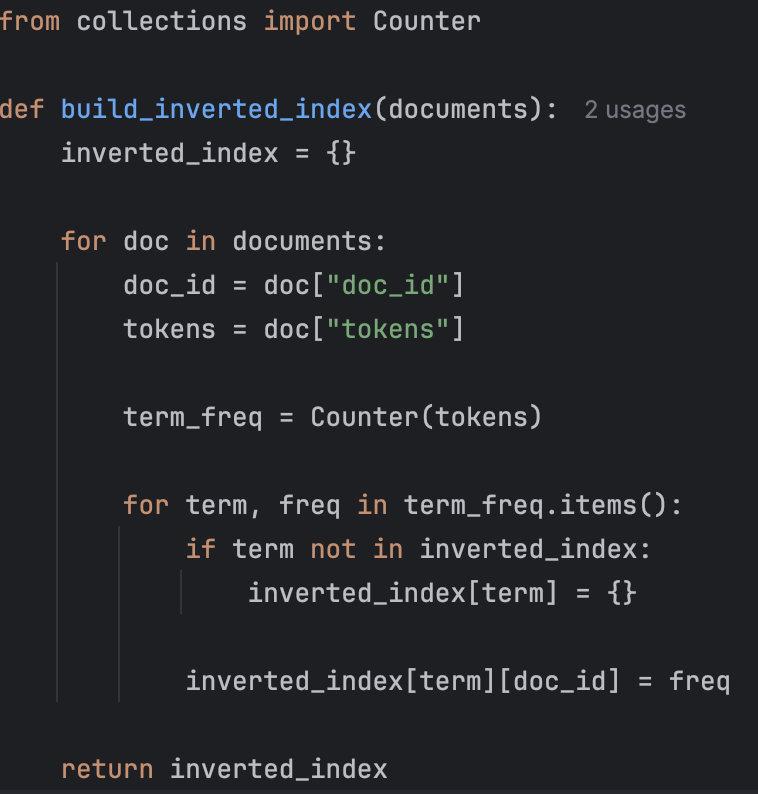 from collections import Counter
def build_inverted_index(documents): 2 usages
inverted_index = {}
for doc in documents:
doc_id = doc["doc_id"]
tokens = doc["tokens"]
term_freq = Counter(tokens)
for term, freq in term_freq.items():
if term not in inverted_index:
inverted_index[term] = {}
inverted_index[term][doc_id] = freq
return inverted_index